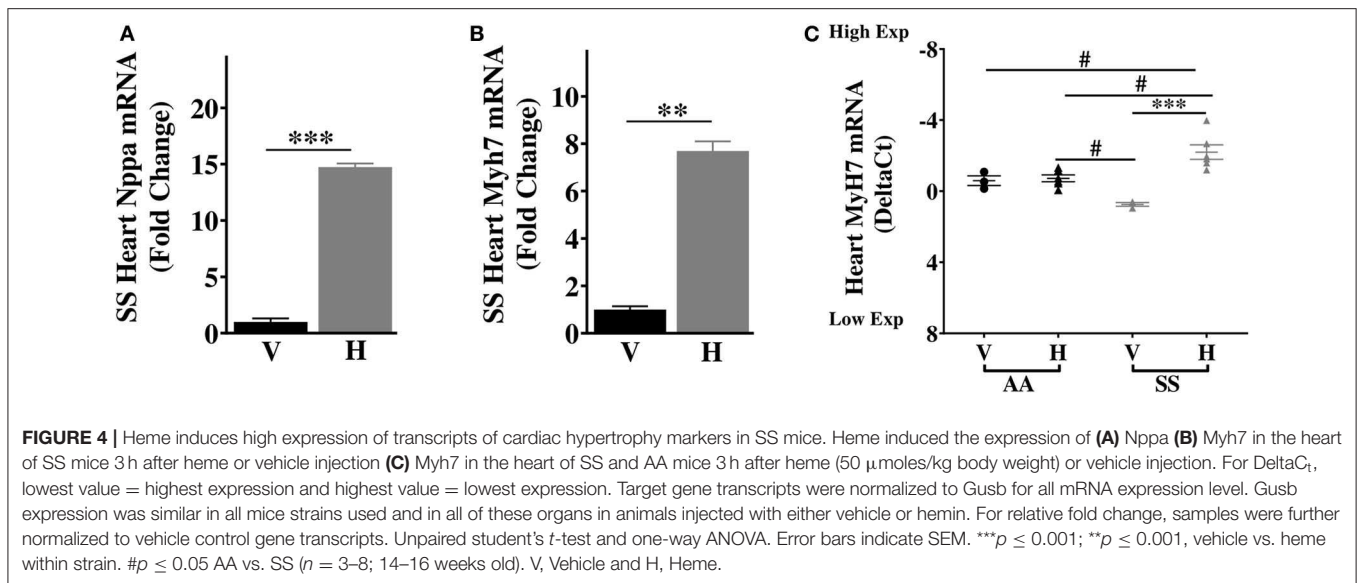 A
SS Heart Nppa mRNA
(Fold Change)
20
15
10
5
0
***
V
H
B
SS Heart Myh7 mRNA
(Fold Change)
10
8
6
4
2
0
**
V
H
C
High Exp
Heart MyH7 mRNA
(DeltaCt)
-8
-4
0
4
8
Low Exp
#
#
***
#
V
H
V
H
AA
SS
FIGURE 4 | Heme induces high expression of transcripts of cardiac hypertrophy markers in SS mice. Heme induced the expression of (A) Nppa (B) Myh7 in the heart
of SS mice 3 h after heme or vehicle injection (C) Myh7 in the heart of SS and AA mice 3 h after heme (50 μmoles/kg body weight) or vehicle injection. For DeltaCt,
lowest value = highest expression and highest value = lowest expression. Target gene transcripts were normalized to Gusb for all mRNA expression level. Gusb
expression was similar in all mice strains used and in all of these organs in animals injected with either vehicle or hemin. For relative fold change, samples were further
normalized to vehicle control gene transcripts. Unpaired student's t-test and one-way ANOVA. Error bars indicate SEM. ***p ≤ 0.001; **p ≤ 0.001, vehicle vs. heme
within strain. #p ≤ 0.05 AA vs. SS (n = 3–8; 14–16 weeks old). V, Vehicle and H, Heme.